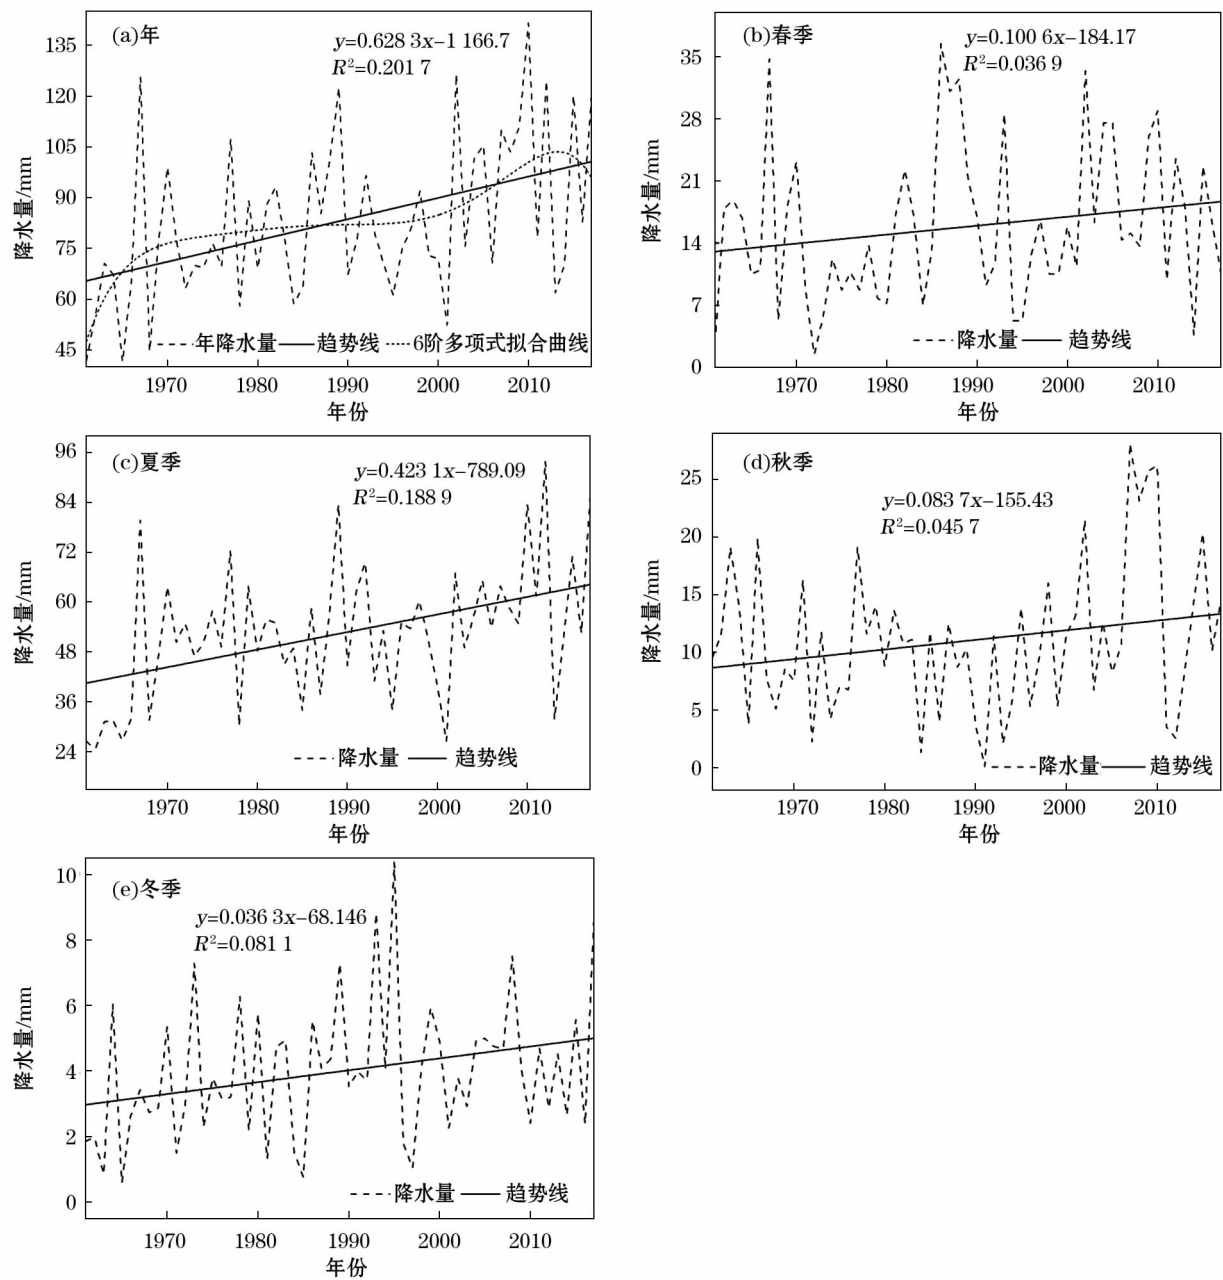 (a)年
y=0.628 3x−1 166.7
R²=0.201 7
135
120
105
90
75
60
45
降水量/mm
年降水量 趋势线 6阶多项式拟合曲线
1970 1980 1990 2000 2010
年份
(b)春季
y=0.100 6x−184.17
R²=0.036 9
35
28
21
14
7
0
降水量/mm
降水量 趋势线
1970 1980 1990 2000 2010
年份
(c)夏季
y=0.423 1x−789.09
R²=0.188 9
96
84
72
60
48
36
24
降水量/mm
降水量 趋势线
1970 1980 1990 2000 2010
年份
(d)秋季
y=0.083 7x−155.43
R²=0.045 7
25
20
15
10
5
0
降水量/mm
降水量 趋势线
1970 1980 1990 2000 2010
年份
(e)冬季
y=0.036 3x−68.146
R²=0.081 1
10
8
6
4
2
0
降水量/mm
降水量 趋势线
1970 1980 1990 2000 2010
年份